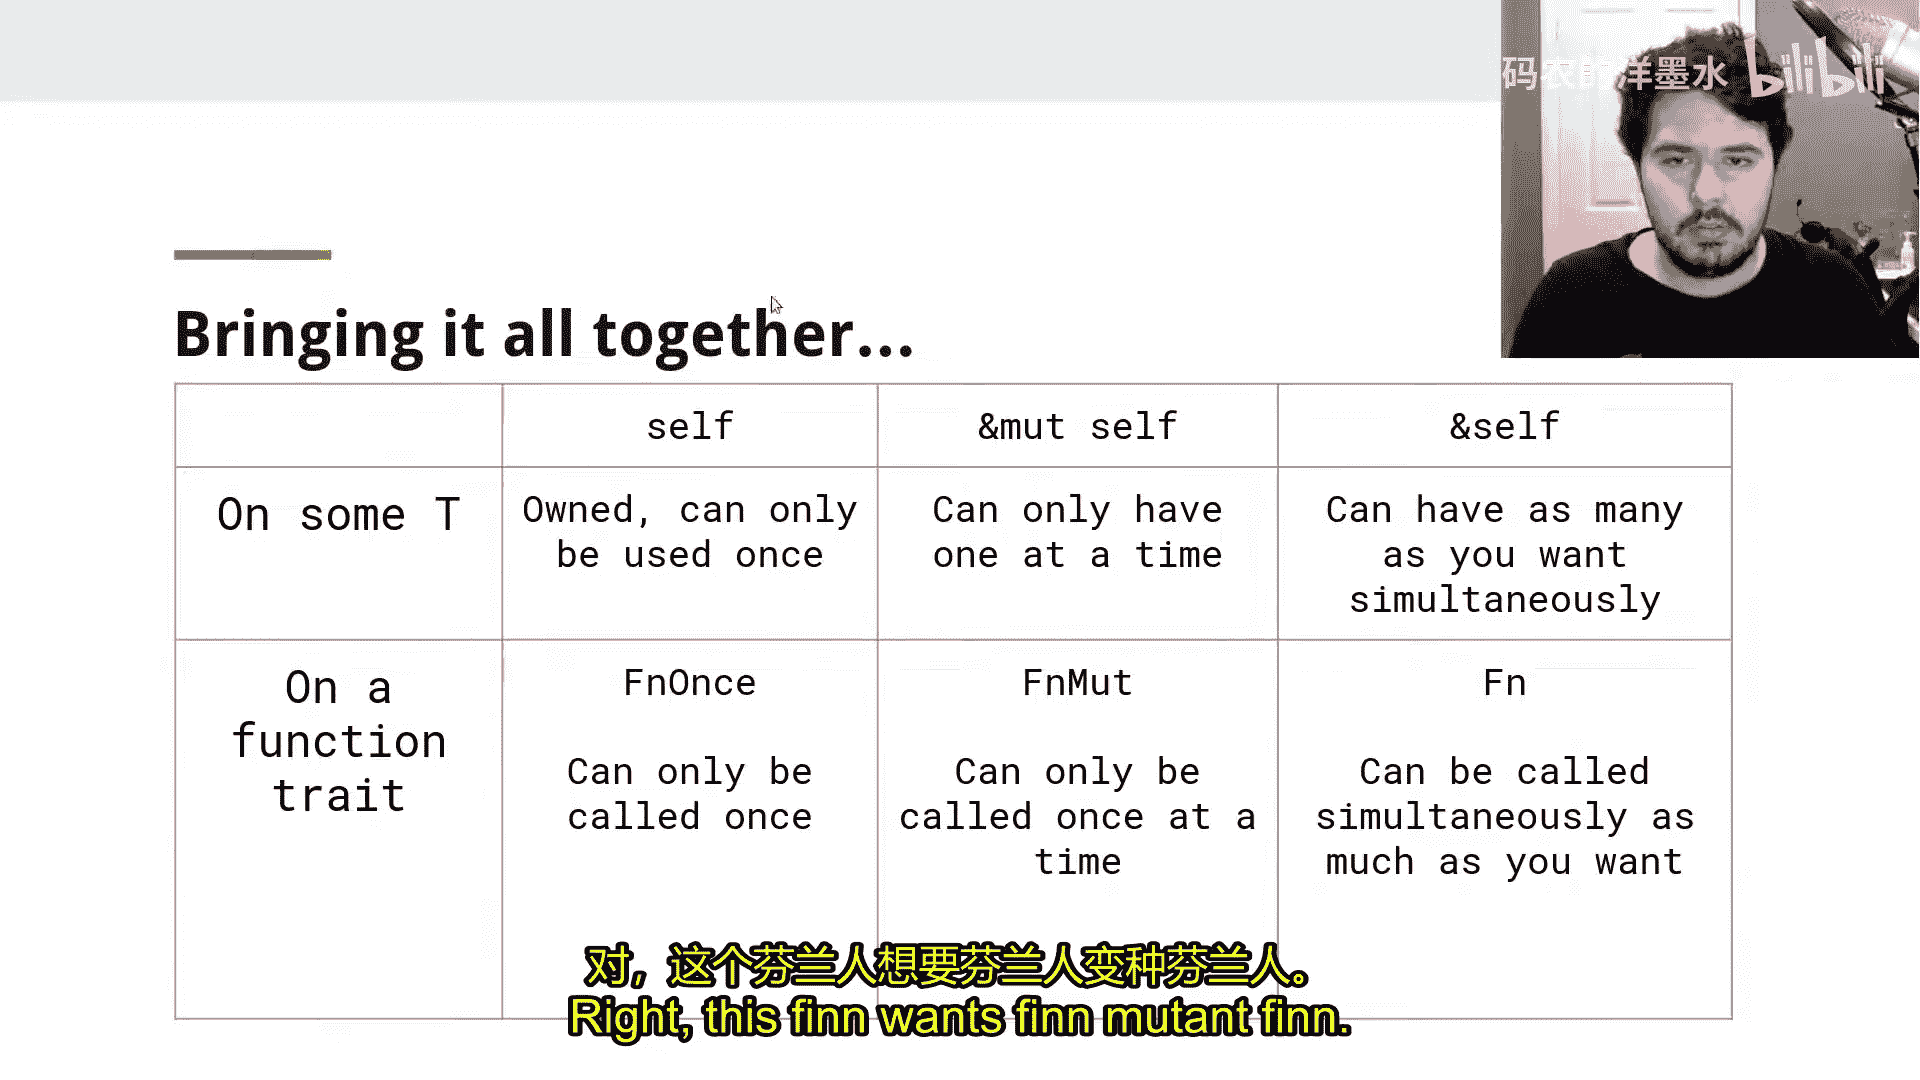 码农的洋墨水 bilibili
Bringing it all together...
self
&mut self
&self
On some T
Owned, can only
be used once
Can only have
one at a time
Can have as many
as you want
simultaneously
On a
function
trait
FnOnce
Can only be
called once
FnMut
Can only be
called once at a
time
Fn
Can be called
simultaneously as
much as you want
对，这个芬兰人想要芬兰人变种芬兰人。
Right, this finn wants finn mutant finn.